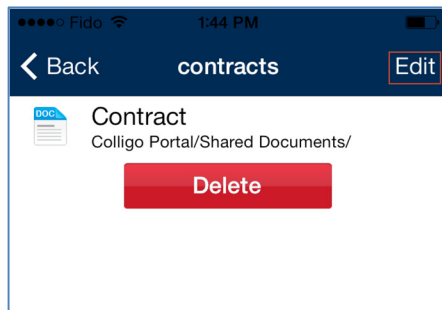 Fido 1:44 PM
Back contracts Edit
DOC Contract
Colligo Portal/Shared Documents/
Delete